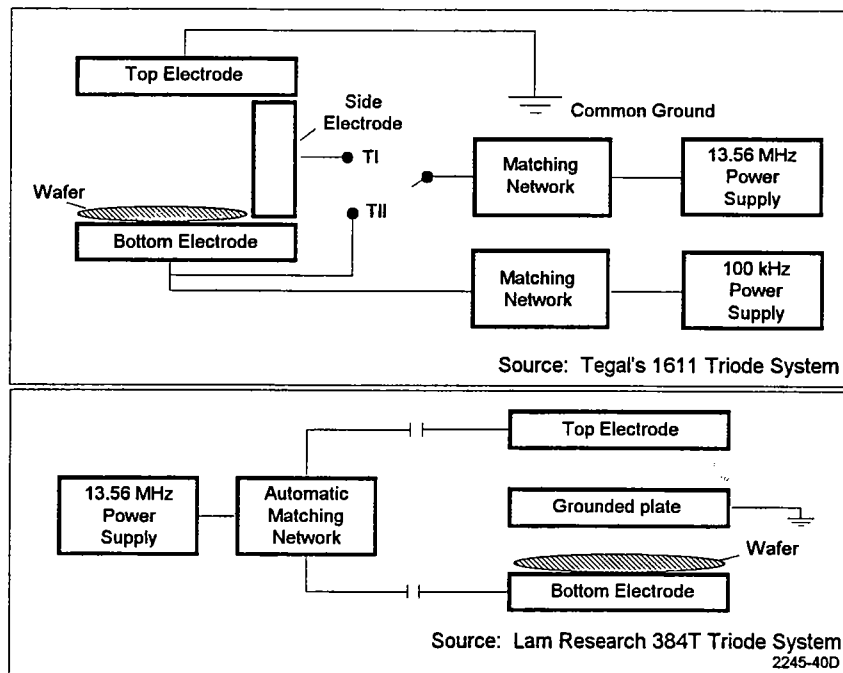 Top Electrode
Side
Electrode
Common Ground
TI
Matching
Network
13.56 MHz
Power
Supply
Wafer
TII
Bottom Electrode
Matching
Network
100 kHz
Power
Supply
Source: Tegal's 1611 Triode System
Top Electrode
13.56 MHz
Power
Supply
Automatic
Matching
Network
Grounded plate
Wafer
Bottom Electrode
Source: Lam Research 384T Triode System
2245-40D